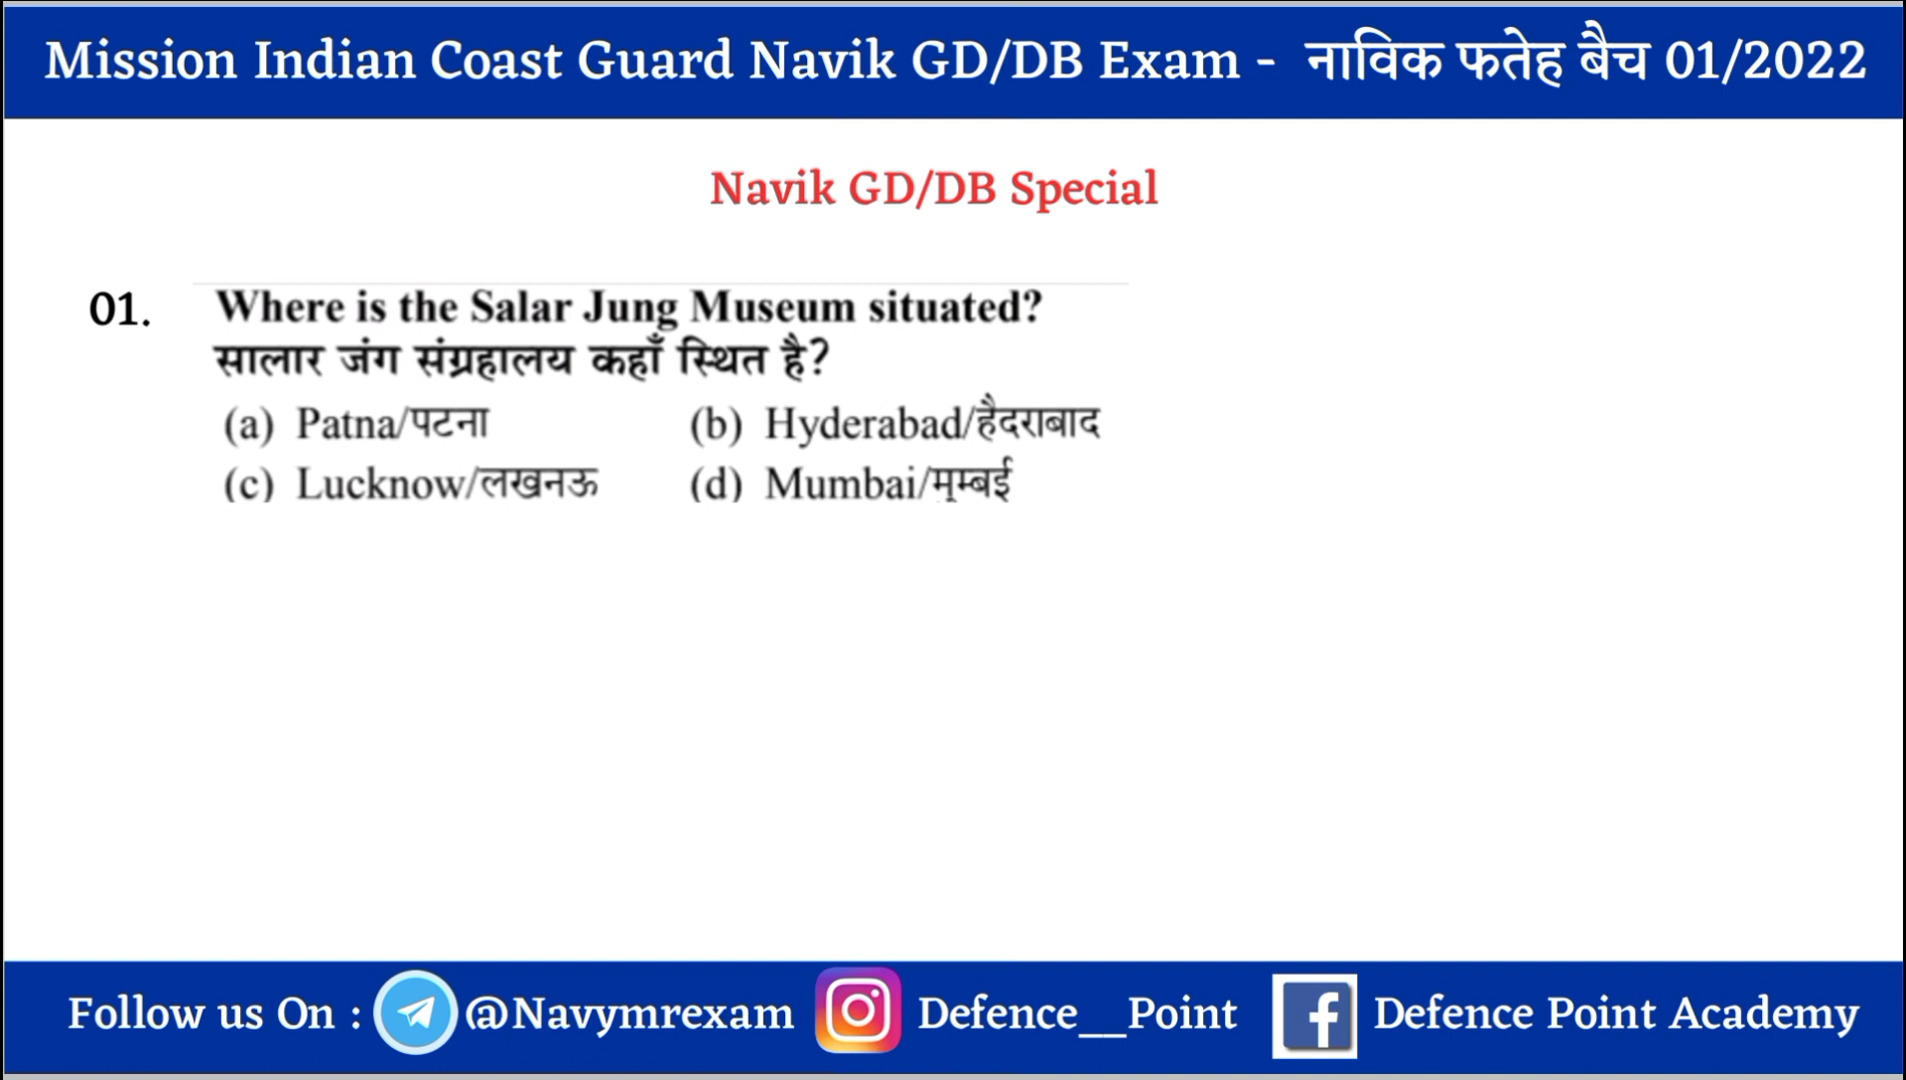 Mission Indian Coast Guard Navik GD/DB Exam - नाविक फतेह बैच 01/2022
Navik GD/DB Special
01. Where is the Salar Jung Museum situated?
सालार जंग संग्रहालय कहाँ स्थित है?
(a) Patna/पटना (b) Hyderabad/हैदराबाद
(c) Lucknow/लखनऊ (d) Mumbai/मुम्बई
Follow us On : @Navymrexam Defence__Point Defence Point Academy